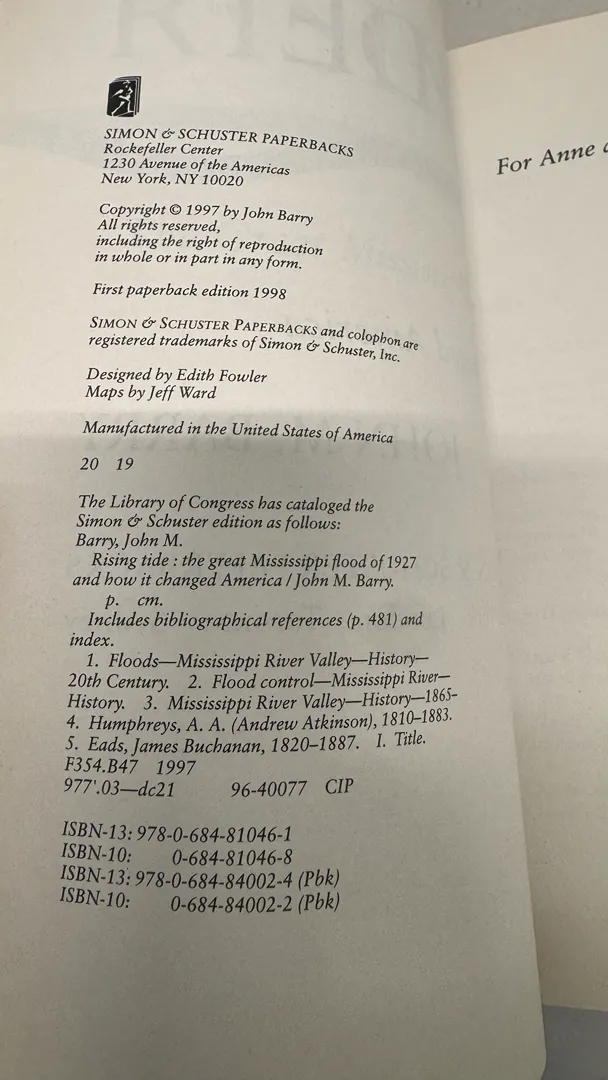 SIMON & SCHUSTER PAPERBACKS
Rockefeller Center
1230 Avenue of the Americas
New York, NY 10020
Copyright © 1997 by John Barry
All rights reserved,
including the right of reproduction
in whole or in part in any form.
First paperback edition 1998
SIMON & SCHUSTER PAPERBACKS and colophon are
registered trademarks of Simon & Schuster, Inc.
Designed by Edith Fowler
Maps by Jeff Ward
Manufactured in the United States of America
20 19
The Library of Congress has cataloged the
Simon & Schuster edition as follows:
Barry, John M.
Rising tide : the great Mississippi flood of 1927
and how it changed America / John M. Barry.
p. cm.
Includes bibliographical references (p. 481) and
index.
1. Floods—Mississippi River Valley—History—
20th Century. 2. Flood control—Mississippi River—
History. 3. Mississippi River Valley—History—1865–
4. Humphreys, A. A. (Andrew Atkinson), 1810–1883.
5. Eads, James Buchanan, 1820–1887. I. Title.
F354.B47 1997
977'.03—dc21 96-40077 CIP
ISBN-13: 978-0-684-81046-1
ISBN-10: 0-684-81046-8
ISBN-13: 978-0-684-84002-4 (Pbk)
ISBN-10: 0-684-84002-2 (Pbk)
For Anne